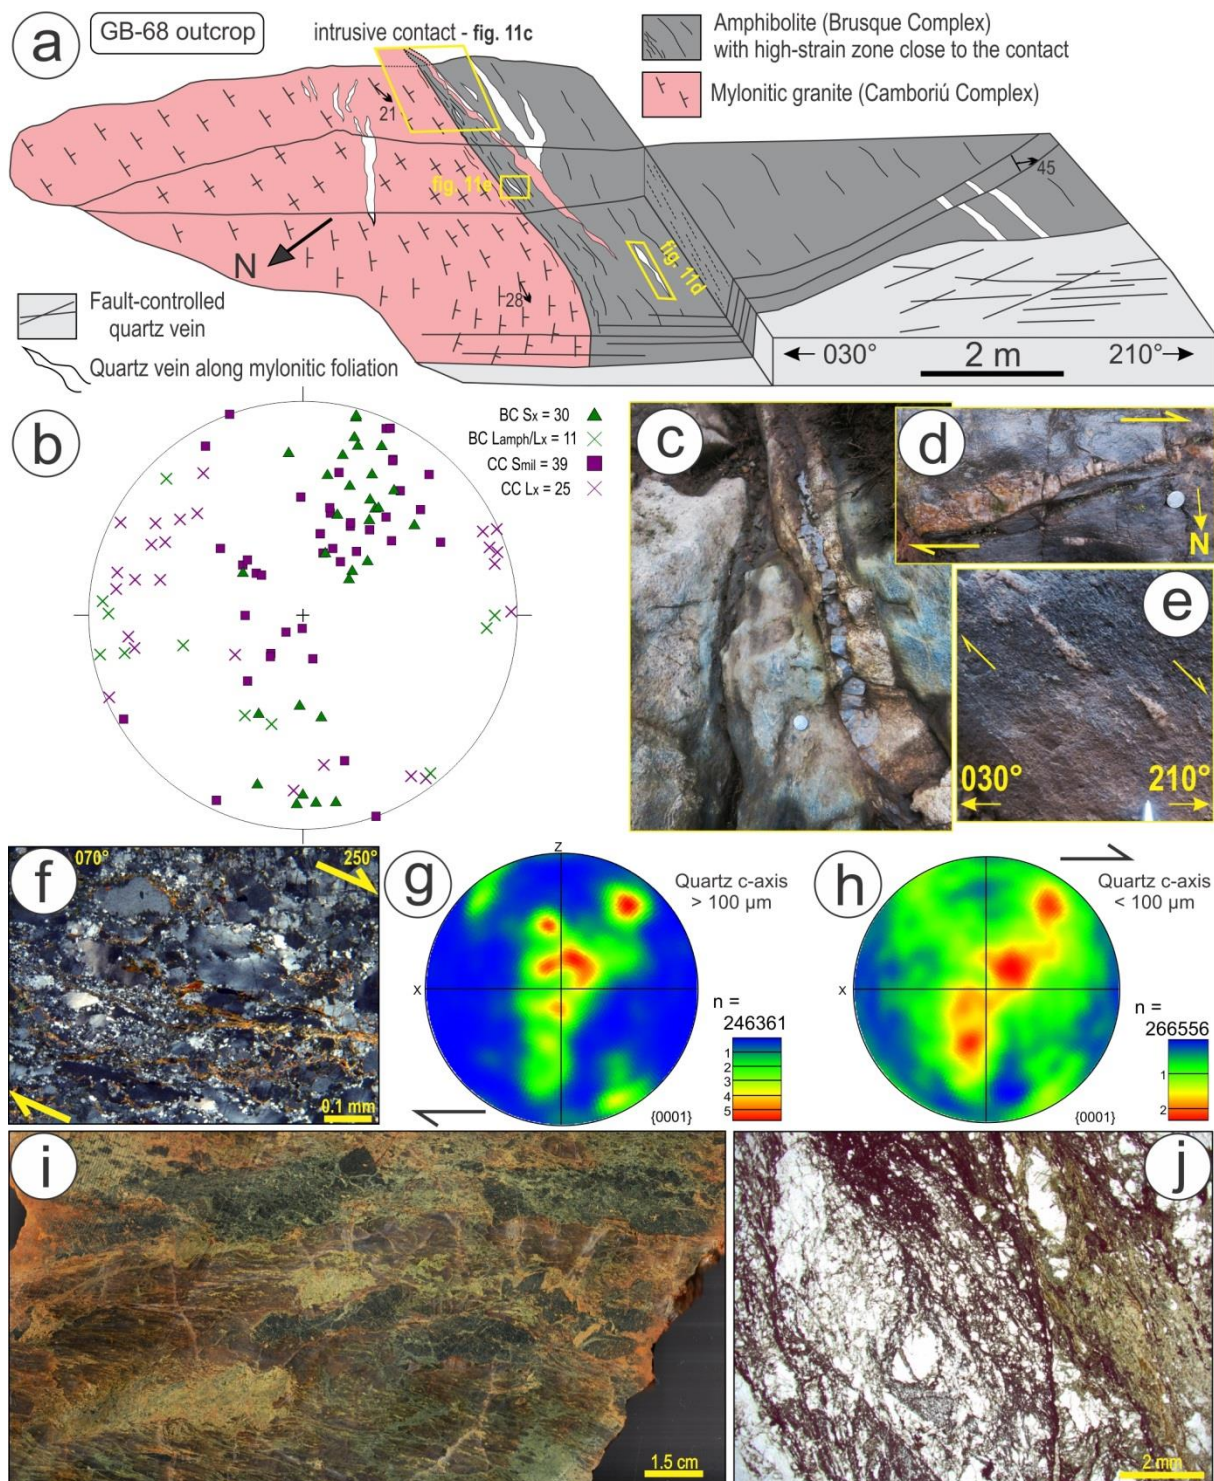 a
GB-68 outcrop
intrusive contact - fig. 11c
Amphibolite (Brusque Complex)
with high-strain zone close to the contact
Mylonitic granite (Camboriú Complex)
21
45
fig. 11e
fig. 11d
N
28
Fault-controlled
quartz vein
Quartz vein along mylonitic foliation
030°
2 m
210°
b
BC Sx = 30
BC Lamph/Lx = 11
CC Smil = 39
CC Lx = 25
c
d
N
e
030°
210°
f
070°
250°
0.1 mm
g
Z
X
Quartz c-axis
> 100 µm
n =
246361
1
2
3
4
5
{0001}
h
X
Quartz c-axis
< 100 µm
n =
266556
1
2
{0001}
i
1.5 cm
j
2 mm